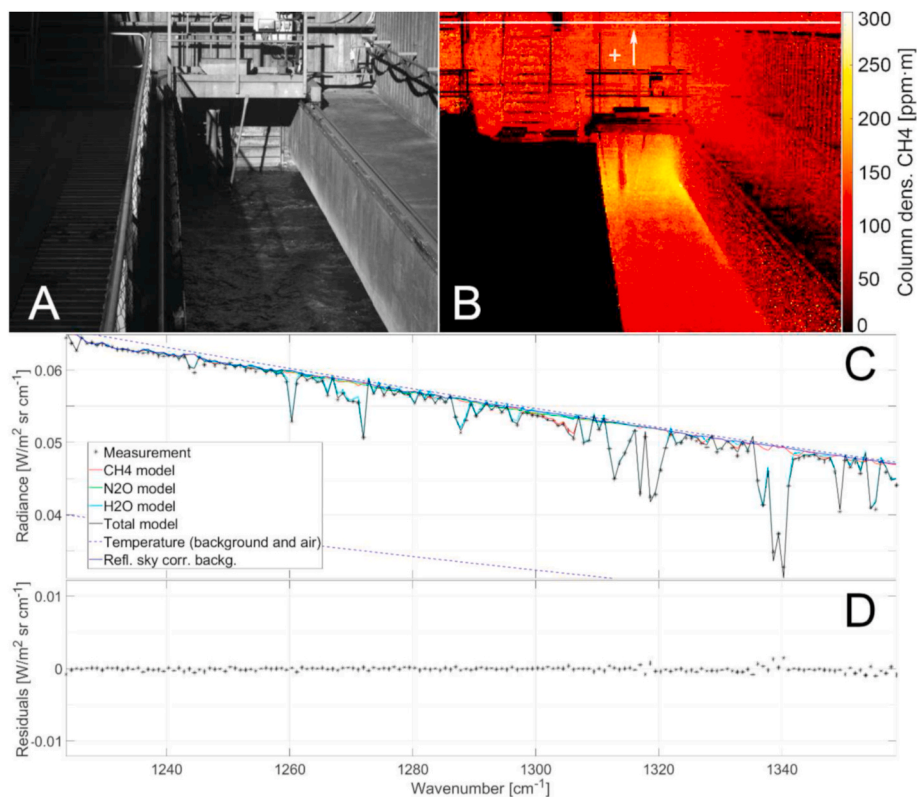 A
B
300
250
200
150
100
50
0
Column dens. CH4 [ppm·m]
C
0.06
0.05
0.04
Radiance [W/m² sr cm⁻¹]
Measurement
CH4 model
N2O model
H2O model
Total model
Temperature (background and air)
Refl. sky corr. backg.
D
0.01
0
-0.01
Residuals [W/m² sr cm⁻¹]
1240
1260
1280
1300
1320
1340
Wavenumber [cm⁻¹]